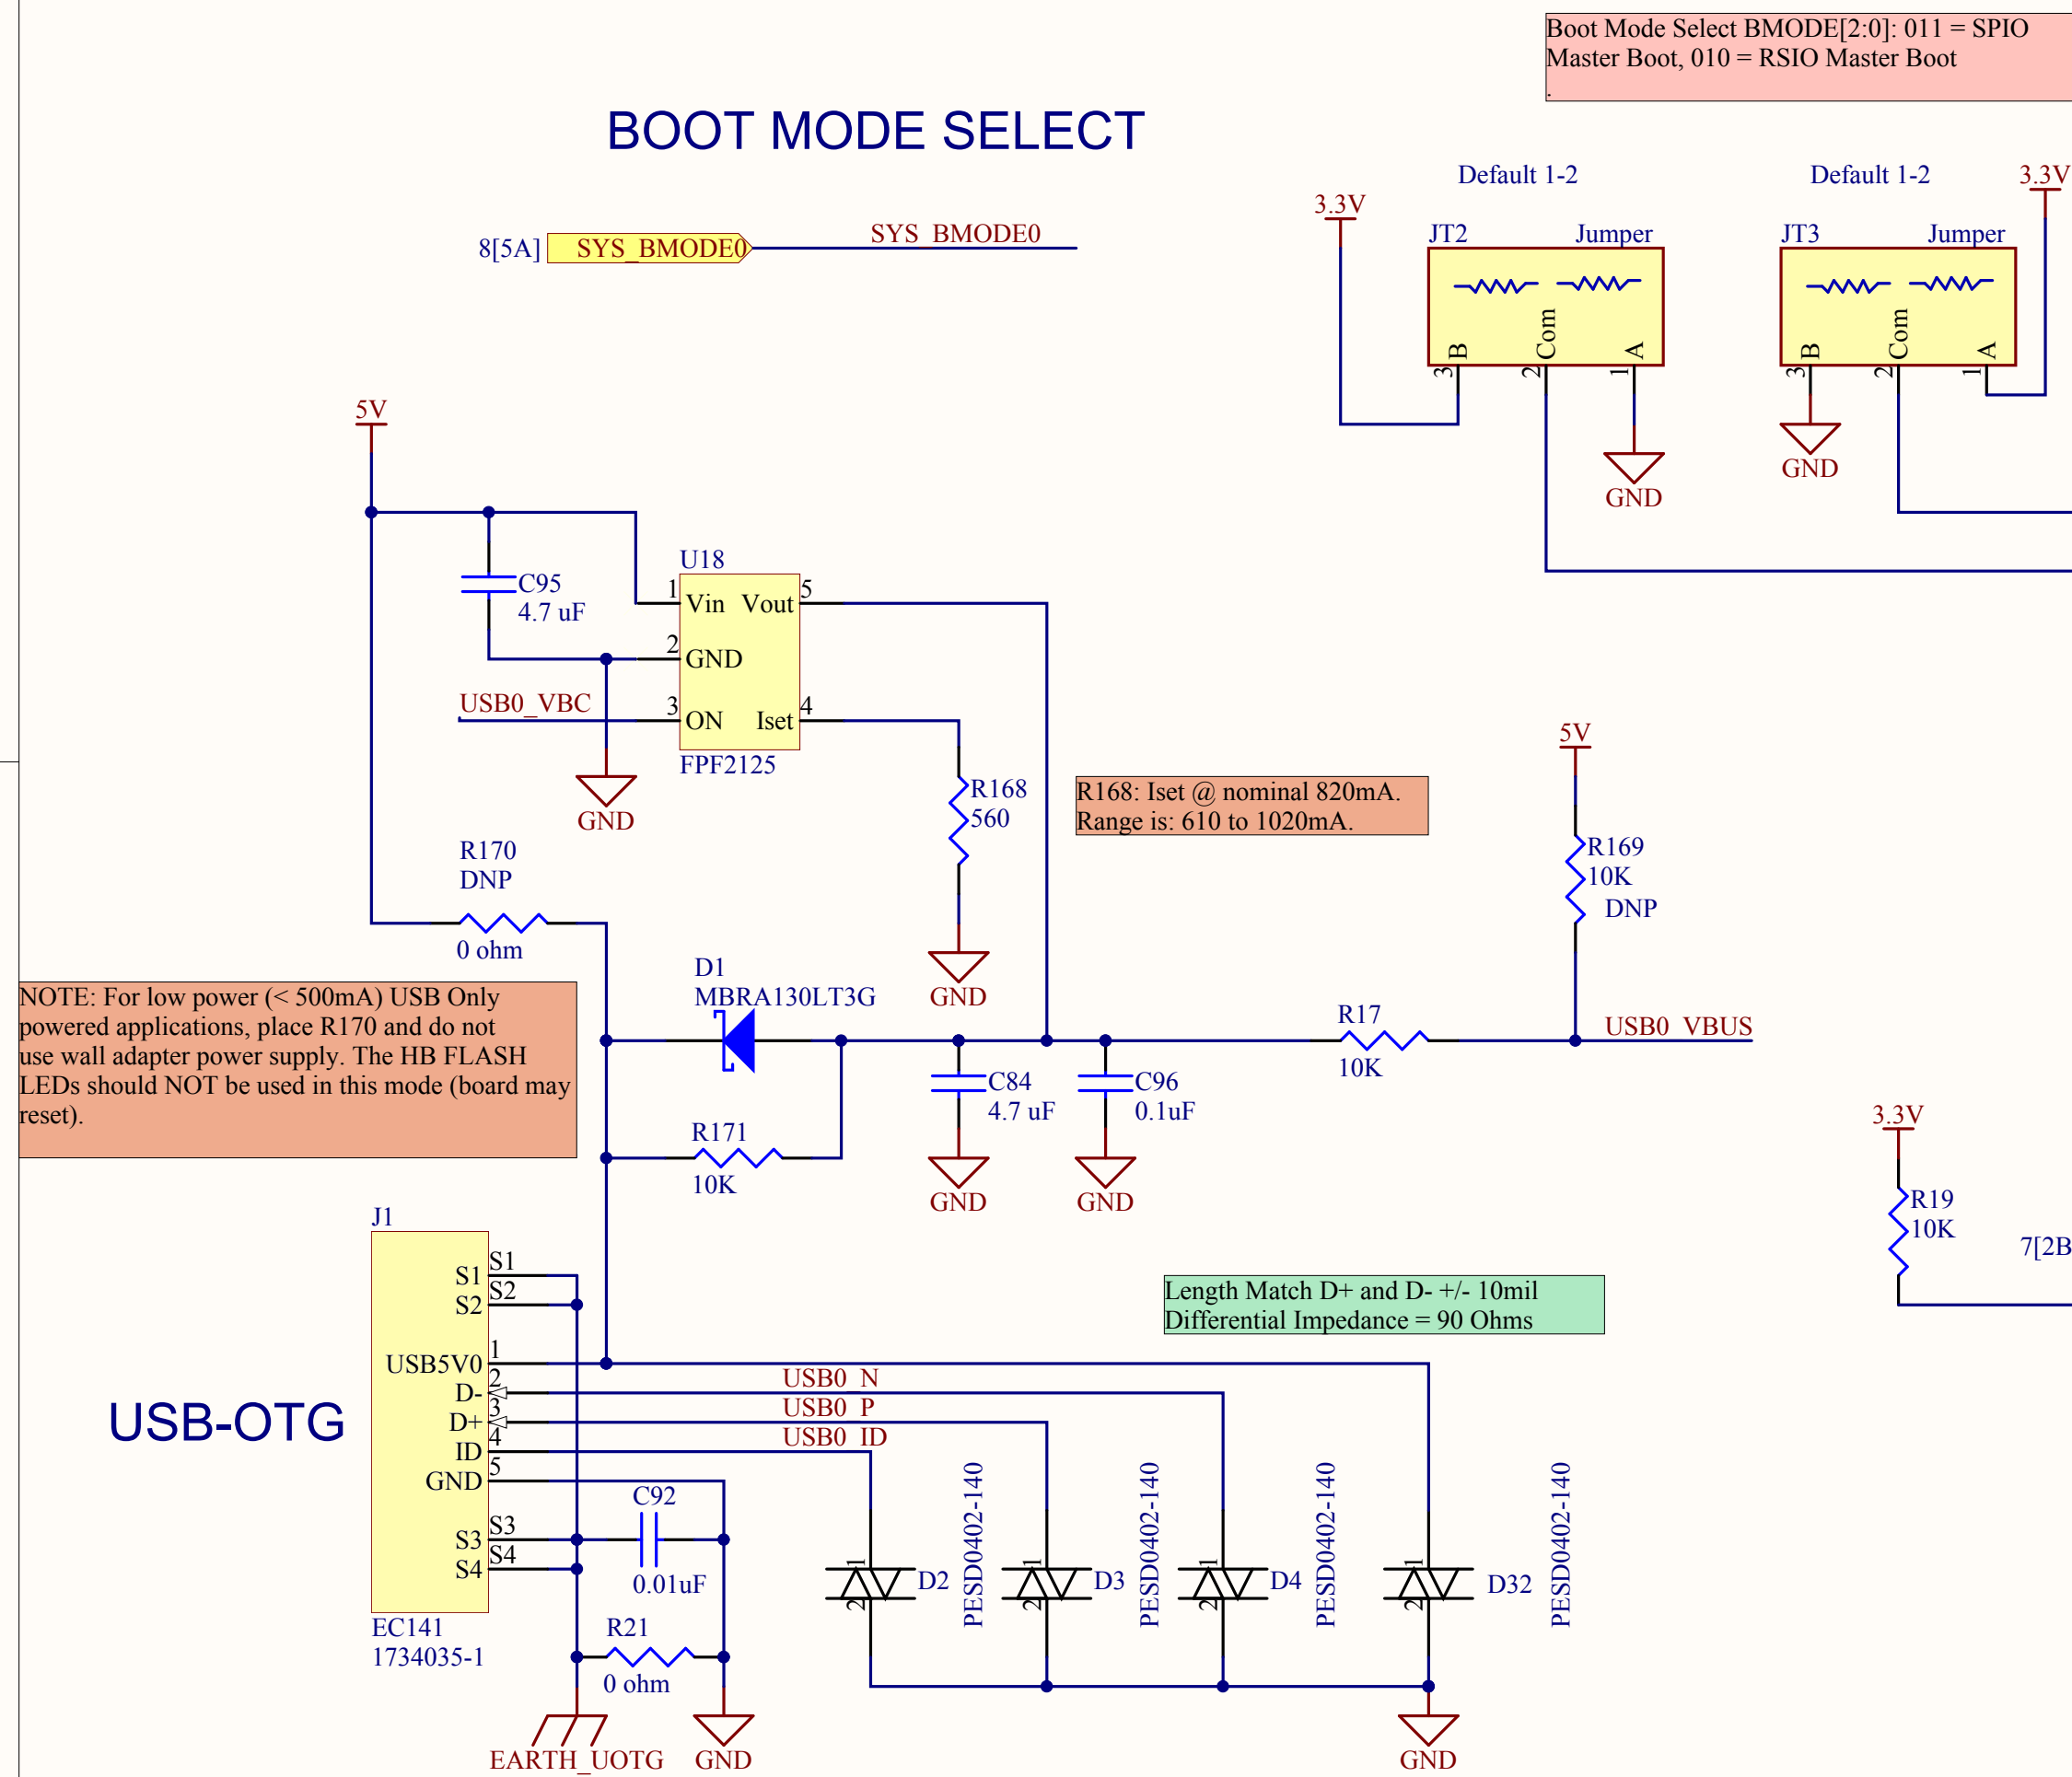 Boot Mode Select BMODE[2:0]: 011 = SPIO
Master Boot, 010 = RSIO Master Boot
.
BOOT MODE SELECT
8[5A]
SYS_BMODE0
SYS_BMODE0
Default 1-2
3.3V
JT2
Jumper
B
Com
A
3
2
1
GND
Default 1-2
3.3V
JT3
Jumper
B
Com
A
3
2
1
GND
5V
C95
4.7 uF
U18
1
Vin
Vout
5
2
GND
USB0_VBC
3
ON
Iset
4
FPF2125
GND
R168
560
GND
R168: Iset @ nominal 820mA.
Range is: 610 to 1020mA.
5V
R169
10K
DNP
R170
DNP
0 ohm
NOTE: For low power (< 500mA) USB Only
powered applications, place R170 and do not
use wall adapter power supply. The HB FLASH
LEDs should NOT be used in this mode (board may
reset).
D1
MBRA130LT3G
R17
10K
USB0_VBUS
C84
4.7 uF
GND
C96
0.1uF
GND
R171
10K
3.3V
R19
10K
7[2B
Length Match D+ and D- +/- 10mil
Differential Impedance = 90 Ohms
USB-OTG
J1
S1
S1
S2
S2
USB5V0
1
D-
2
D+
3
ID
4
GND
5
S3
S3
S4
S4
EC141
1734035-1
USB0_N
USB0_P
USB0_ID
C92
0.01uF
R21
0 ohm
EARTH_UOTG
GND
1
2
D2
PESD0402-140
1
2
D3
PESD0402-140
1
2
D4
PESD0402-140
1
2
D32
PESD0402-140
GND